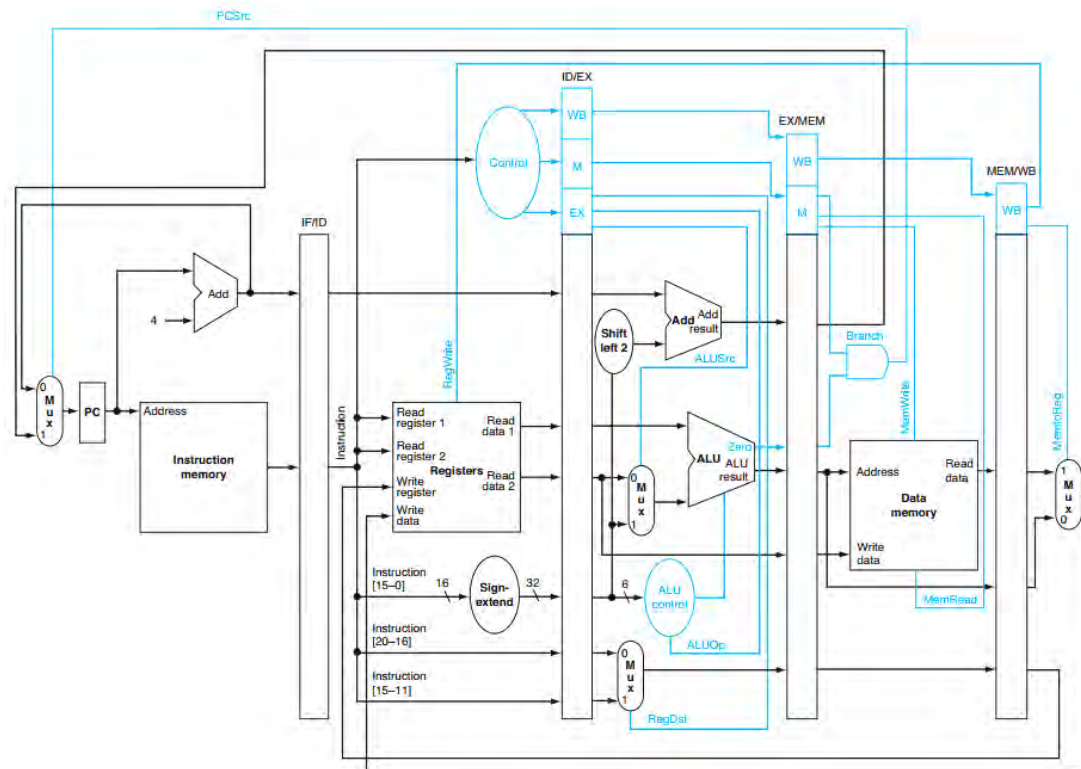 PCSrc
ID/EX
WB
EX/MEM
Control
M
WB
MEM/WB
EX
M
WB
IF/ID
Add
4
Add
Add
result
Shift
left 2
Branch
ALUSrc
RegWrite
MemWrite
MemtoReg
0
M
u
x
1
PC
Address
Instruction
memory
Instruction
Read
register 1
Read
data 1
Read
register 2
Registers
Read
data 2
Write
register
Write
data
0
M
u
x
1
Zero
ALU
ALU
result
Address
Read
data
Data
memory
Write
data
1
M
u
x
0
Instruction
[15–0]
16
Sign-
extend
32
6
ALU
control
MemRead
Instruction
[20–16]
ALUOp
0
M
u
x
1
Instruction
[15–11]
RegDst